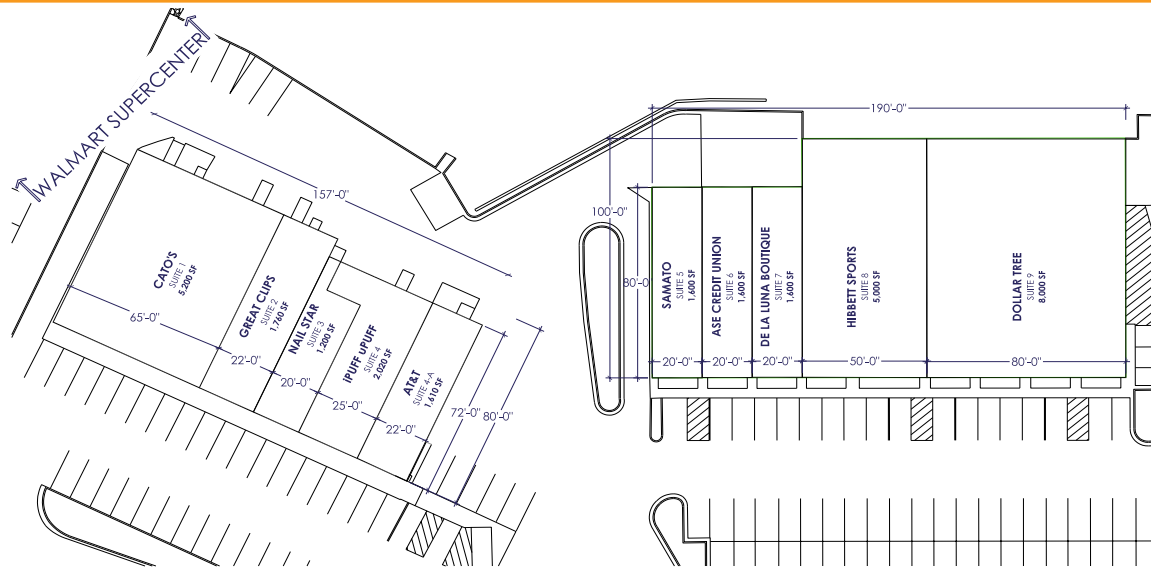 WALMART SUPERCENTER
157'-0"
CATO'S
SUITE 1
5,200 SF
65'-0"
GREAT CLIPS
SUITE 2
1,760 SF
22'-0"
NAIL STAR
SUITE 3
1,200 SF
20'-0"
iPUFF uPUFF
SUITE 4
2,020 SF
25'-0"
AT&T
SUITE 4-A
1,610 SF
22'-0"
72'-0"
80'-0"
190'-0"
100'-0"
80'-0
SAMATO
SUITE 5
1,600 SF
20'-0"
ASE CREDIT UNION
SUITE 6
1,600 SF
20'-0"
DE LA LUNA BOUTIQUE
SUITE 7
1,600 SF
20'-0"
HIBBETT SPORTS
SUITE 8
5,000 SF
50'-0"
DOLLAR TREE
SUITE 9
8,000 SF
80'-0"